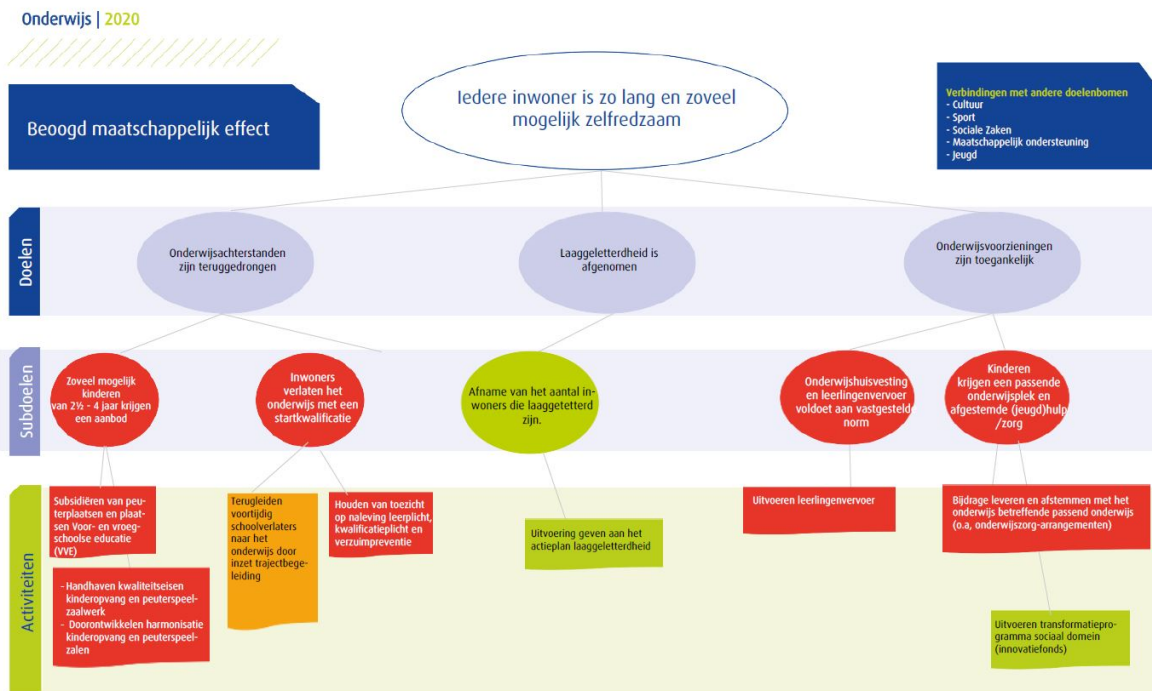 Onderwijs | 2020
Beoogd maatschappelijk effect
Iedere inwoner is zo lang en zoveel
mogelijk zelfredzaam
Verbindingen met andere doelenbomen
- Cultuur
- Sport
- Sociale Zaken
- Maatschappelijk ondersteuning
- Jeugd
Doelen
Onderwijsachterstanden
zijn teruggedrongen
Laaggeletterdheid is
afgenomen
Onderwijsvoorzieningen
zijn toegankelijk
Subdoelen
Zoveel mogelijk
kinderen
van 2½ - 4 jaar krijgen
een aanbod
Inwoners
verlaten het
onderwijs met een
startkwalificatie
Afname van het aantal in-
woners die laaggetetterd
zijn.
Onderwijshuisvesting
en leerlingenvervoer
voldoet aan vastgestelde
norm
Kinderen
krijgen een passende
onderwijsplek en
afgestemde (jeugd)hulp
/zorg
Activiteiten
Subsidiëren van peu-
terplaatsen en plaat-
sen Voor- en vroeg-
schoolse educatie
(VVE)
- Handhaven kwaliteitseisen
kinderopvang en peuterspeel-
zaalwerk
- Doorontwikkelen harmonisatie
kinderopvang en peuterspeel-
zalen
Terugleiden
voortijdig
schoolverlaters
naar het
onderwijs door
inzet trajectbege-
leiding
Houden van toezicht
op naleving leerplicht,
kwalificatieplicht en
verzuimpreventie
Uitvoering geven aan het
actieplan laaggeletterdheid
Uitvoeren leerlingenvervoer
Bijdrage leveren en afstemmen met het
onderwijs betreffende passend onderwijs
(o.a, onderwijszorg-arrangementen)
Uitvoeren transformatiepro-
gramma sociaal domein
(innovatiefonds)